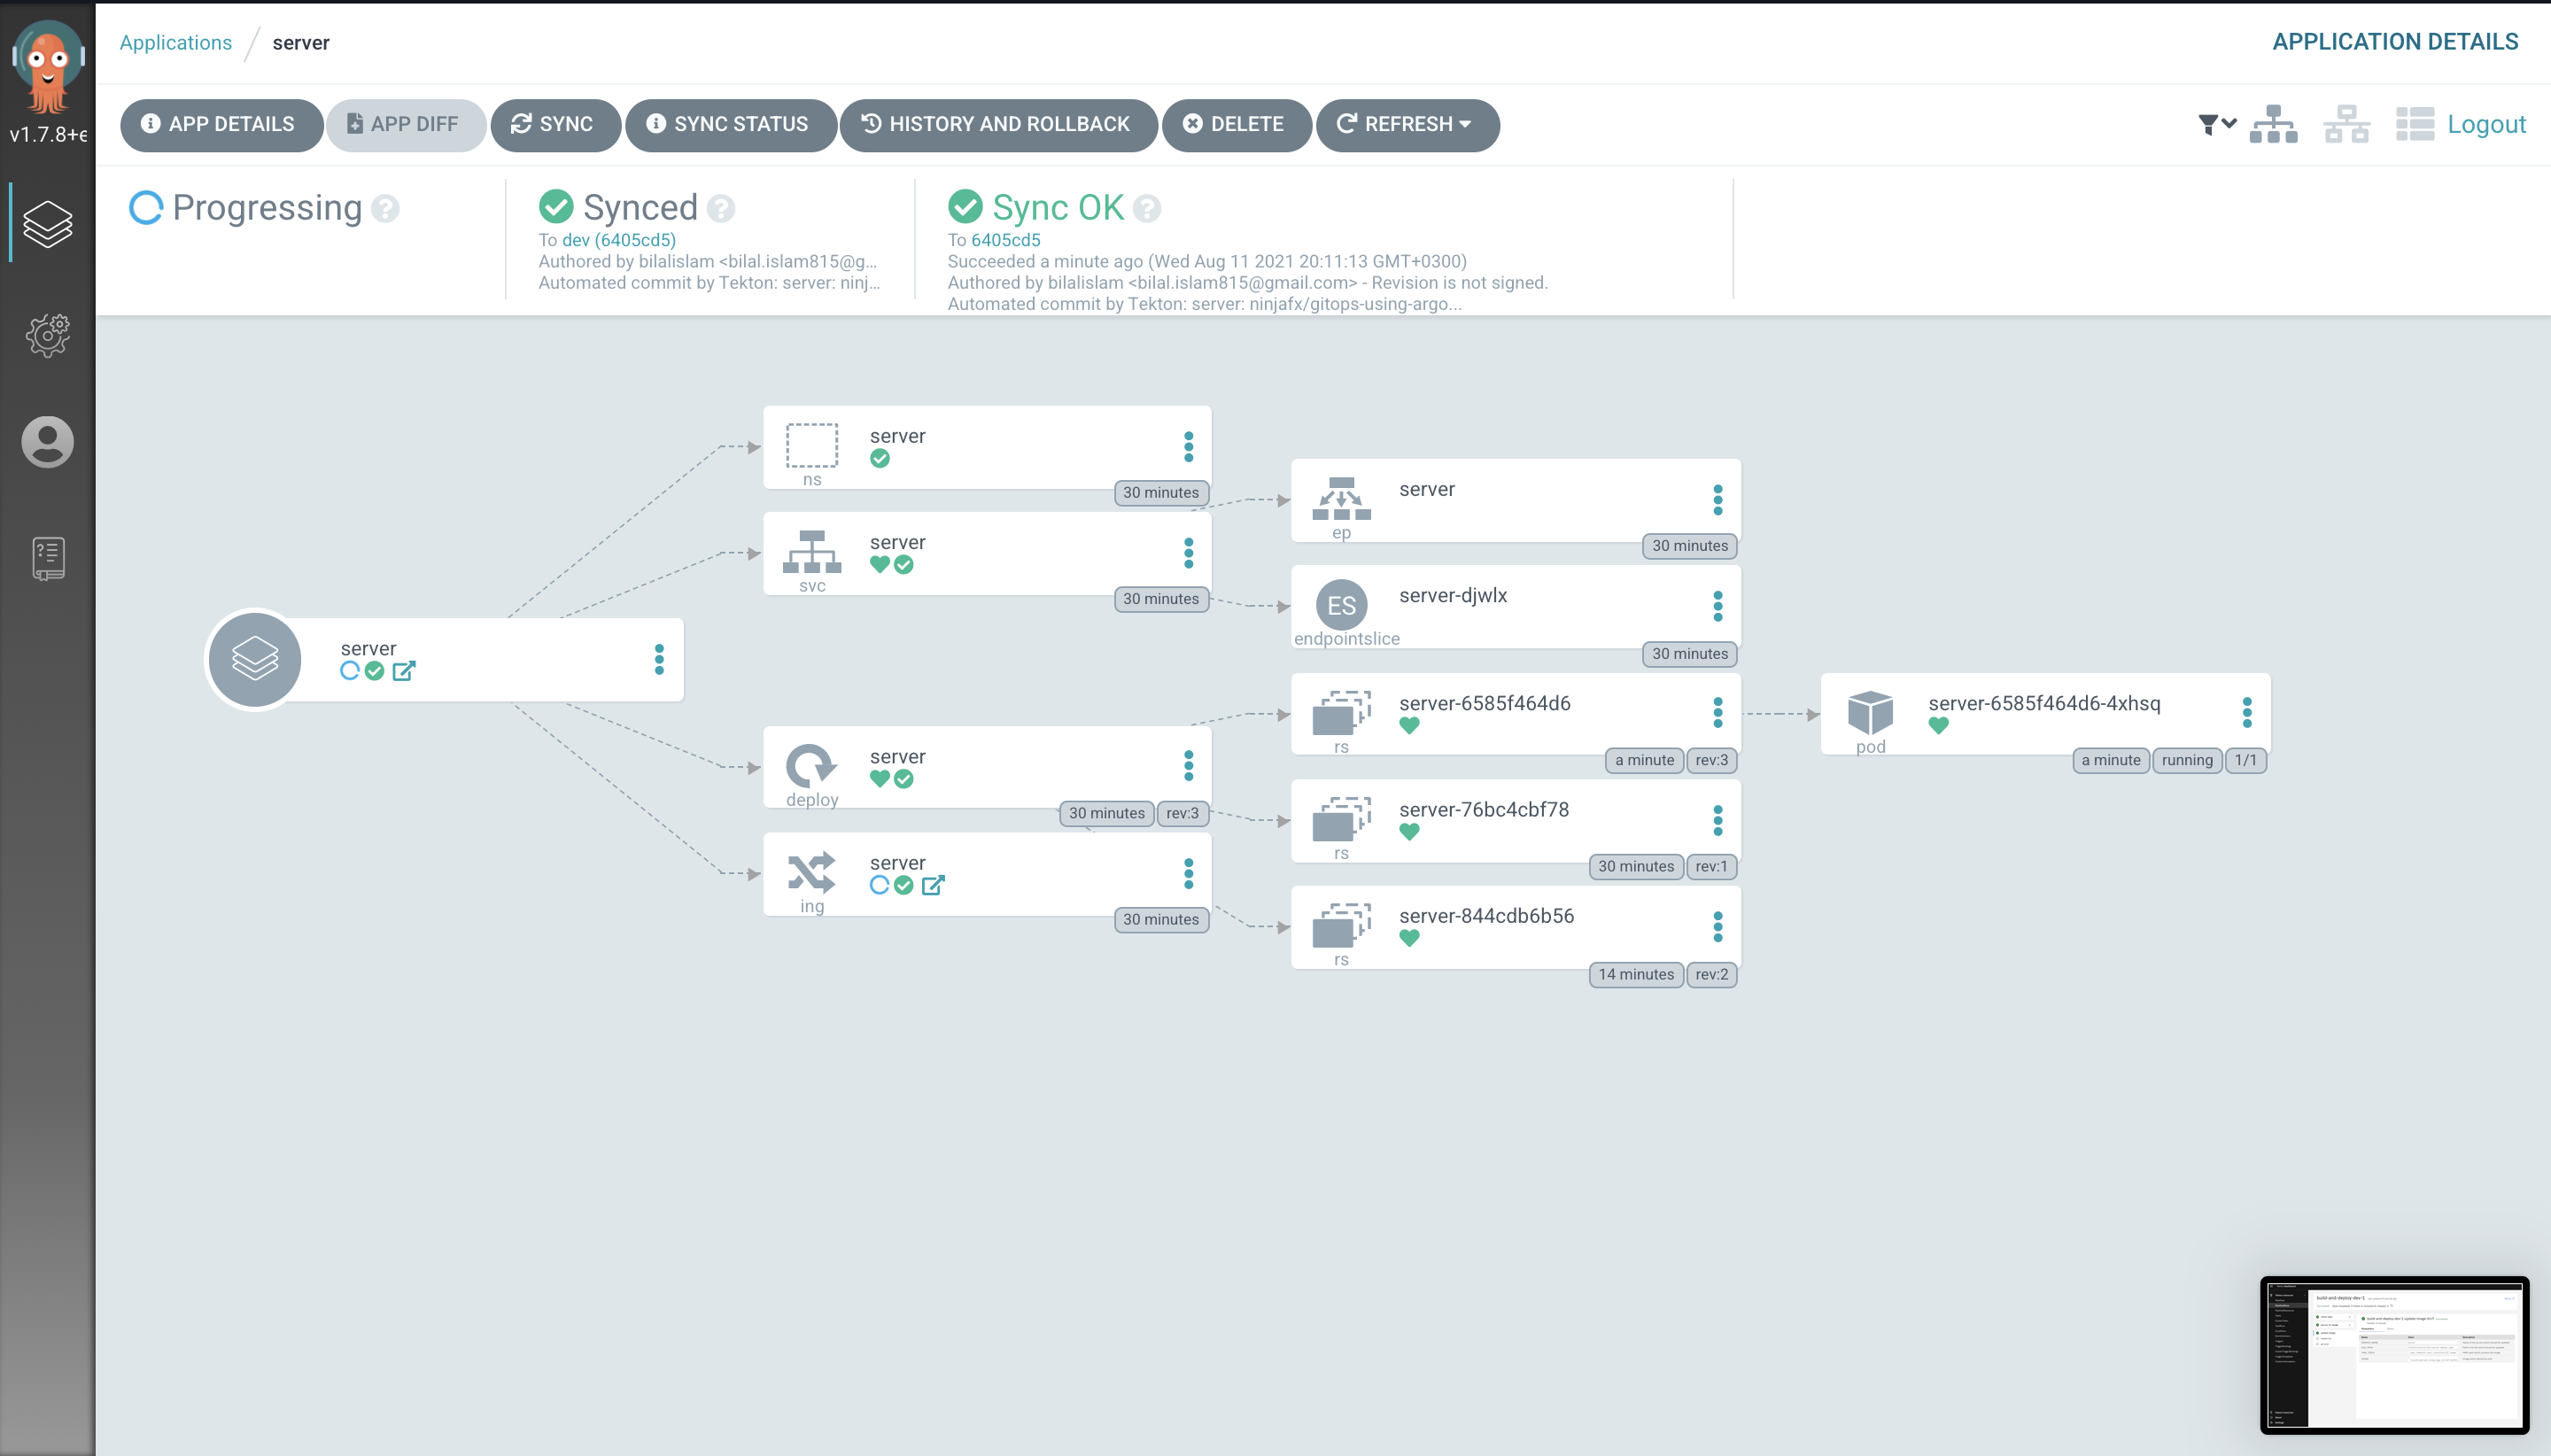 Applications / server
APPLICATION DETAILS
v1.7.8+e
APP DETAILS
APP DIFF
SYNC
SYNC STATUS
HISTORY AND ROLLBACK
DELETE
REFRESH
Logout
Progressing
Synced
To dev (6405cd5)
Authored by bilalislam <bilal.islam815@g...
Automated commit by Tekton: server: ninj...
Sync OK
To 6405cd5
Succeeded a minute ago (Wed Aug 11 2021 20:11:13 GMT+0300)
Authored by bilalislam <bilal.islam815@gmail.com> - Revision is not signed.
Automated commit by Tekton: server: ninjafx/gitops-using-argo...
server
server
ns
30 minutes
server
svc
30 minutes
server
deploy
30 minutes
rev:3
server
ing
30 minutes
server
ep
30 minutes
ES
server-djwlx
endpointslice
30 minutes
server-6585f464d6
rs
a minute
rev:3
server-76bc4cbf78
rs
30 minutes
rev:1
server-844cdb6b56
rs
14 minutes
rev:2
server-6585f464d6-4xhsq
pod
a minute
running
1/1
build-and-deploy-dev-1